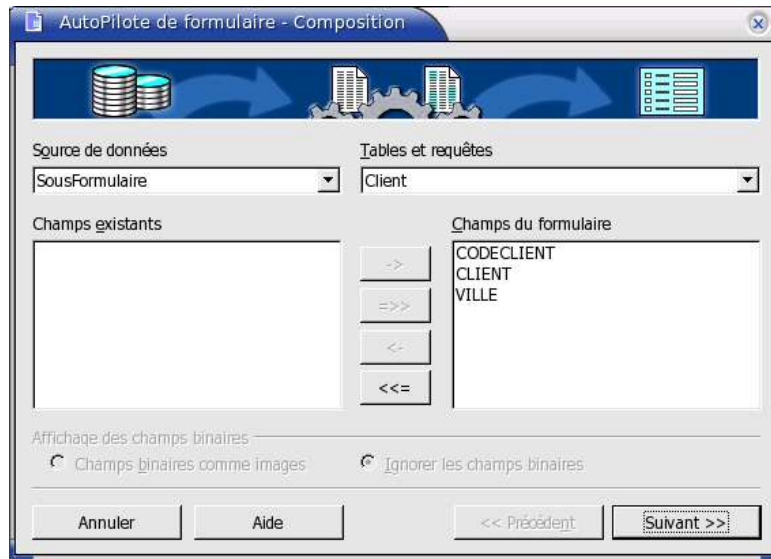 AutoPilote de formulaire - Composition
Source de données
Tables et requêtes
SousFormulaire
Client
Champs existants
Champs du formulaire
->
=>>
<-
<<=
CODECLIENT
CLIENT
VILLE
Affichage des champs binaires
Champs binaires comme images
Ignorer les champs binaires
Annuler
Aide
<< Précédent
Suivant >>